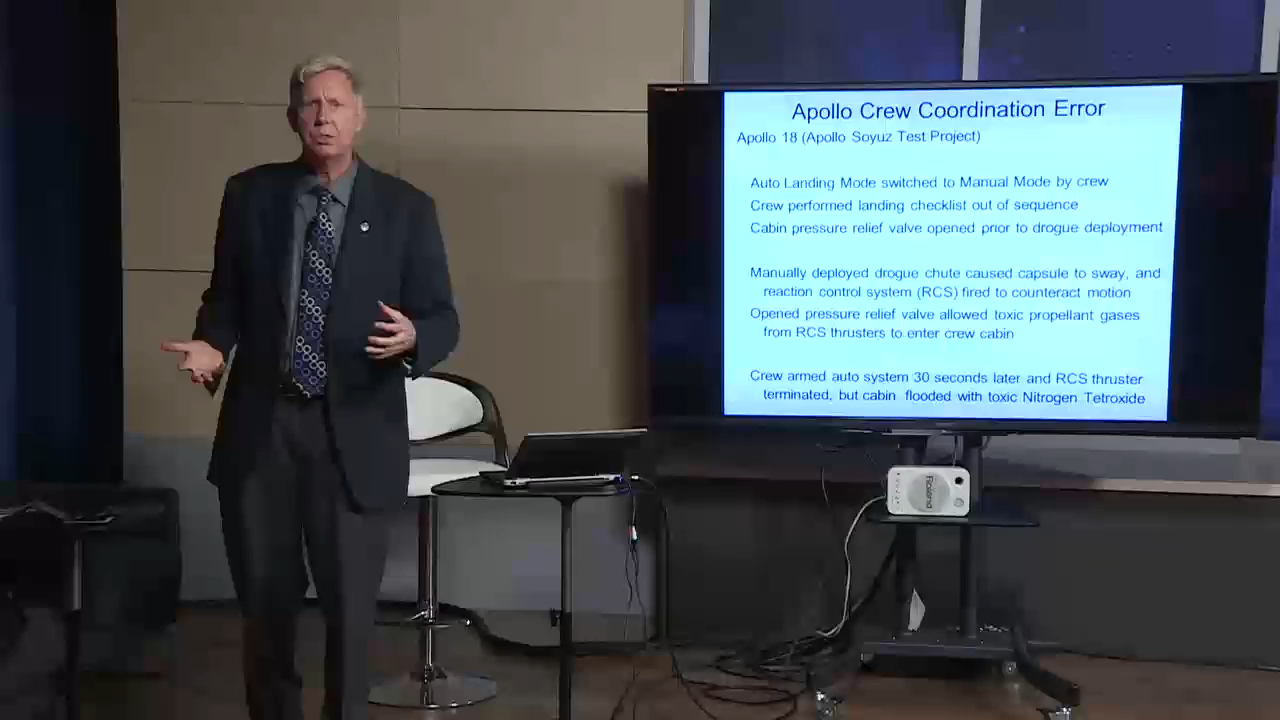 Apollo Crew Coordination Error
Apollo 18 (Apollo Soyuz Test Project)
Auto Landing Mode switched to Manual Mode by crew
Crew performed landing checklist out of sequence
Cabin pressure relief valve opened prior to drogue deployment
Manually deployed drogue chute caused capsule to sway, and
reaction control system (RCS) fired to counteract motion
Opened pressure relief valve allowed toxic propellant gases
from RCS thrusters to enter crew cabin
Crew armed auto system 30 seconds later and RCS thruster
terminated, but cabin flooded with toxic Nitrogen Tetroxide
Roland